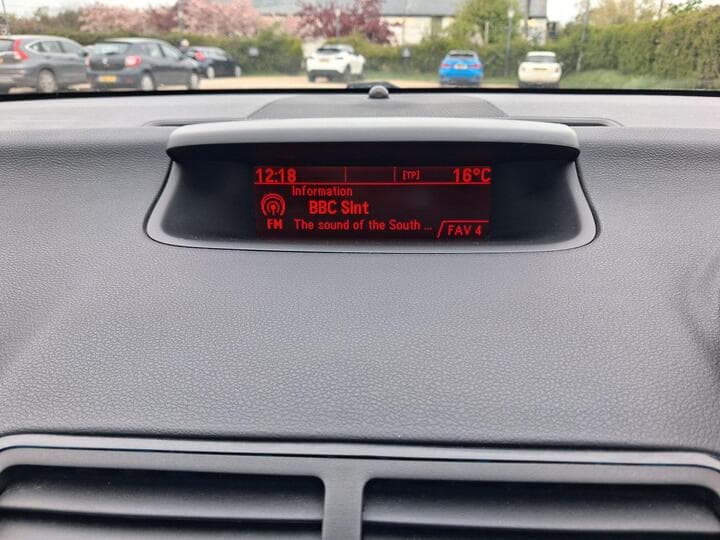 12:18 [TP] 16°C
Information
BBC Slnt
FM The sound of the South ... FAV 4